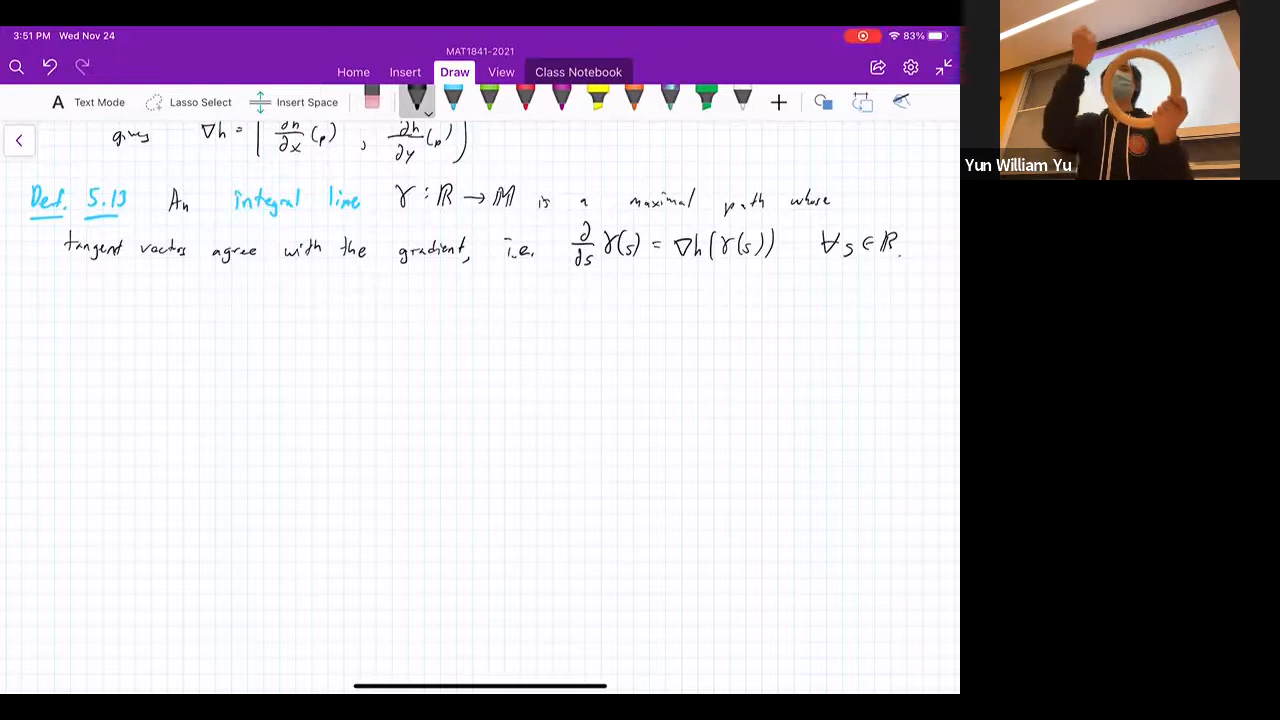 3:51 PM Wed Nov 24
83%
MAT1841-2021
Home Insert Draw View Class Notebook
Text Mode Lasso Select Insert Space
gives ∇h = [ ∂h/∂x (p) , ∂h/∂y (p) ]
Def. 5.13 An integral line γ : ℝ → 𝕄 is a maximal path whose
tangent vectors agree with the gradient, i.e. ∂/∂s γ(s) = ∇h(γ(s)) ∀s ∈ ℝ.
Yun William Yu